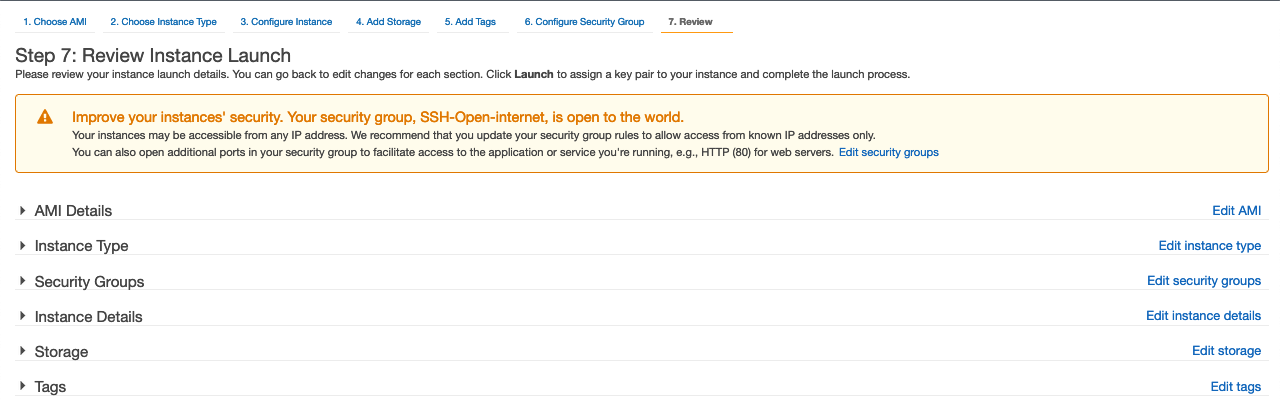 1. Choose AMI 2. Choose Instance Type 3. Configure Instance 4. Add Storage 5. Add Tags 6. Configure Security Group 7. Review
Step 7: Review Instance Launch
Please review your instance launch details. You can go back to edit changes for each section. Click Launch to assign a key pair to your instance and complete the launch process.
Improve your instances' security. Your security group, SSH-Open-internet, is open to the world.
Your instances may be accessible from any IP address. We recommend that you update your security group rules to allow access from known IP addresses only.
You can also open additional ports in your security group to facilitate access to the application or service you're running, e.g., HTTP (80) for web servers. Edit security groups
AMI Details Edit AMI
Instance Type Edit instance type
Security Groups Edit security groups
Instance Details Edit instance details
Storage Edit storage
Tags Edit tags